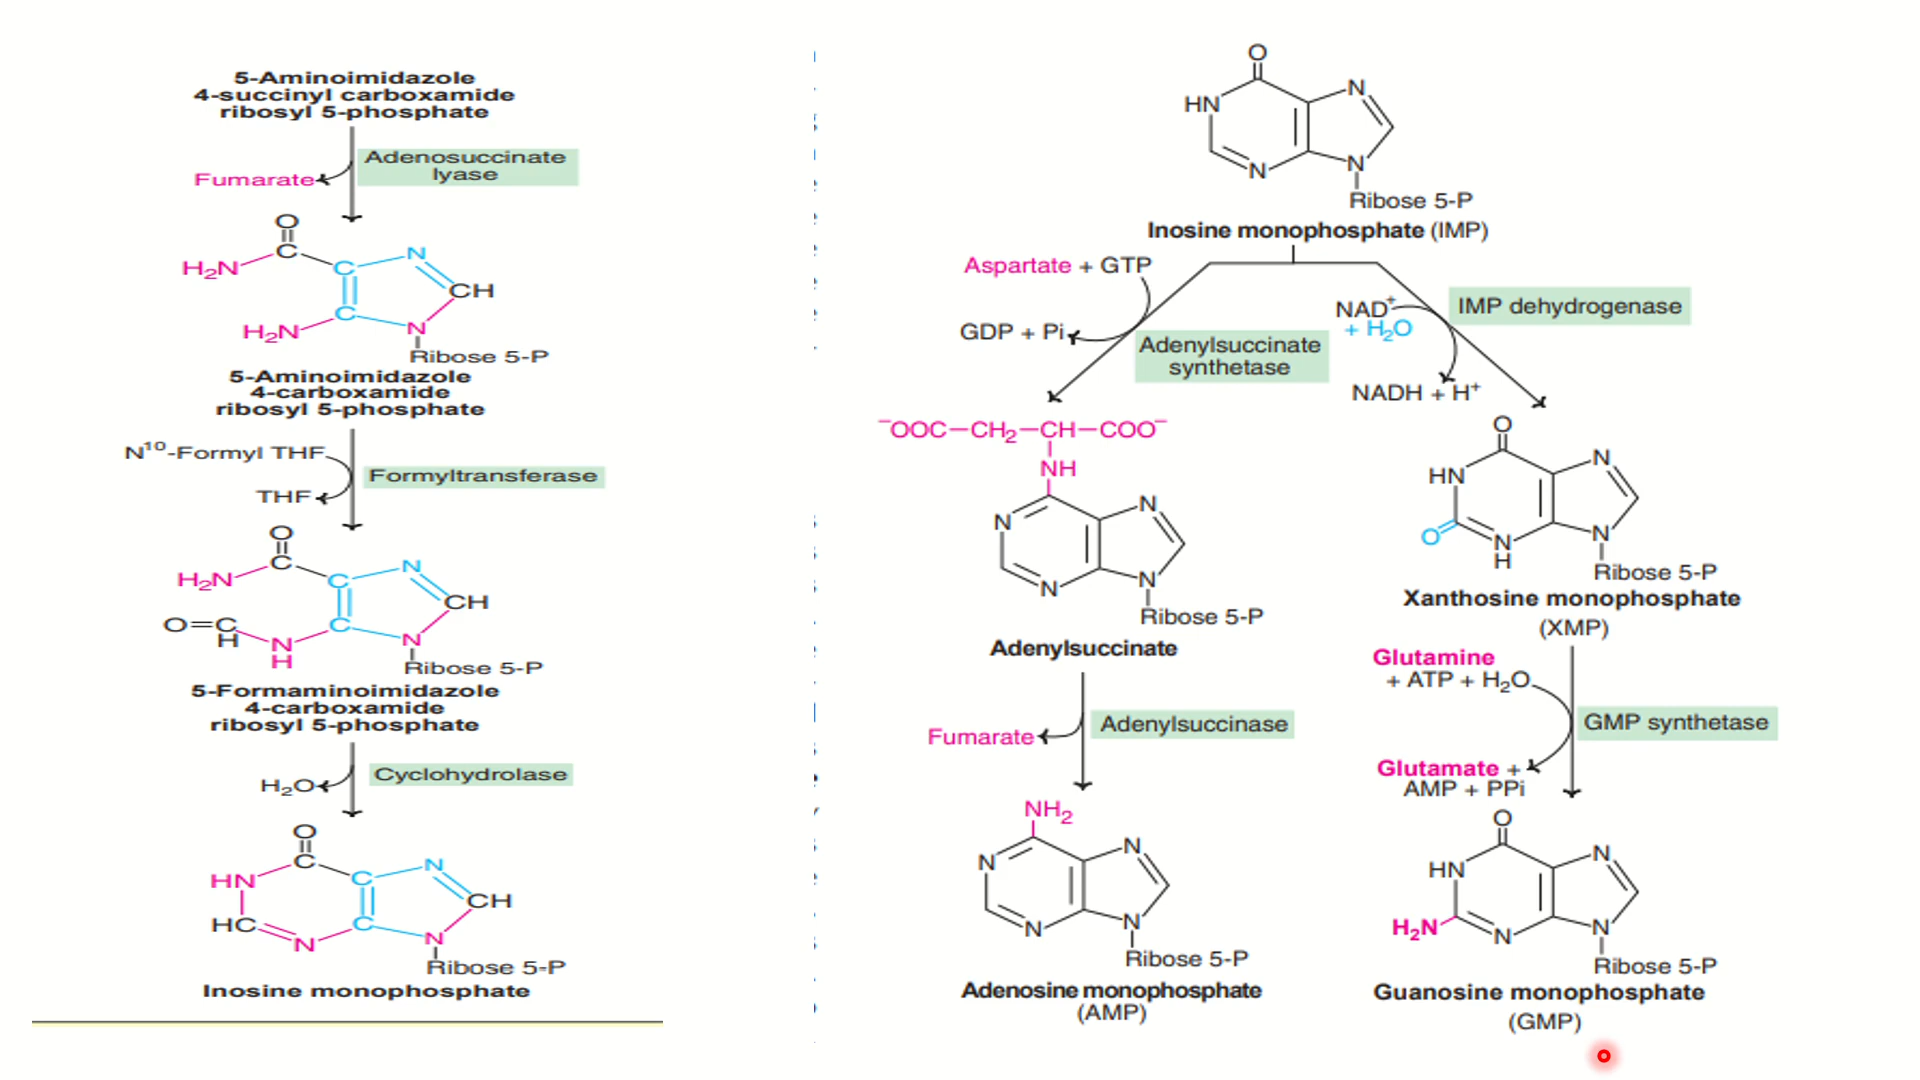 5-Aminoimidazole
4-succinyl carboxamide
ribosyl 5-phosphate
Adenosuccinate
lyase
Fumarate
O
C
H₂N
C
N
CH
C
H₂N
N
Ribose 5-P
5-Aminoimidazole
4-carboxamide
ribosyl 5-phosphate
N¹⁰-Formyl THF
Formyltransferase
THF
O
C
H₂N
C
N
CH
O=C
H
C
N
H
N
Ribose 5-P
5-Formaminoimidazole
4-carboxamide
ribosyl 5-phosphate
Cyclohydrolase
H₂O
O
C
HN
C
N
CH
HC
C
N
N
Ribose 5-P
Inosine monophosphate
O
HN
N
N
N
Ribose 5-P
Inosine monophosphate (IMP)
Aspartate + GTP
GDP + Pi
Adenylsuccinate
synthetase
NAD⁺
+ H₂O
IMP dehydrogenase
NADH + H⁺
⁻OOC—CH₂—CH—COO⁻
NH
N
N
N
N
Ribose 5-P
Adenylsuccinate
Fumarate
Adenylsuccinase
NH₂
N
N
N
N
Ribose 5-P
Adenosine monophosphate
(AMP)
O
HN
N
O
N
H
N
Ribose 5-P
Xanthosine monophosphate
(XMP)
Glutamine
+ ATP + H₂O
GMP synthetase
Glutamate +
AMP + PPi
O
HN
N
H₂N
N
N
Ribose 5-P
Guanosine monophosphate
(GMP)